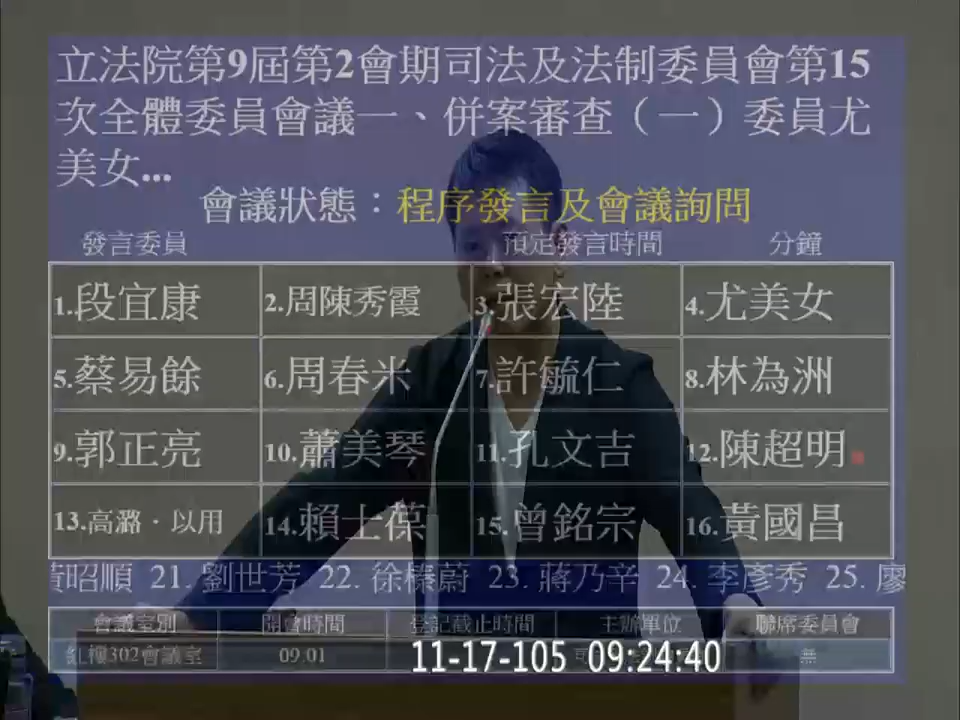 立法院第9屆第2會期司法及法制委員會第15
次全體委員會議一、併案審查（一）委員尤
美女...
會議狀態：程序發言及會議詢問
發言委員 預定發言時間 分鐘
1.段宜康 2.周陳秀霞 3.張宏陸 4.尤美女
5.蔡易餘 6.周春米 7.許毓仁 8.林為洲
9.郭正亮 10.蕭美琴 11.孔文吉 12.陳超明
13.高潞．以用 14.賴士葆 15.曾銘宗 16.黃國昌
黃昭順 21. 劉世芳 22. 徐榛蔚 23. 蔣乃辛 24. 李彥秀 25. 廖
會議室別 開會時間 登記截止時間 主辦單位 聯席委員會
紅樓302會議室 09:01 司 無
11-17-105 09:24:40